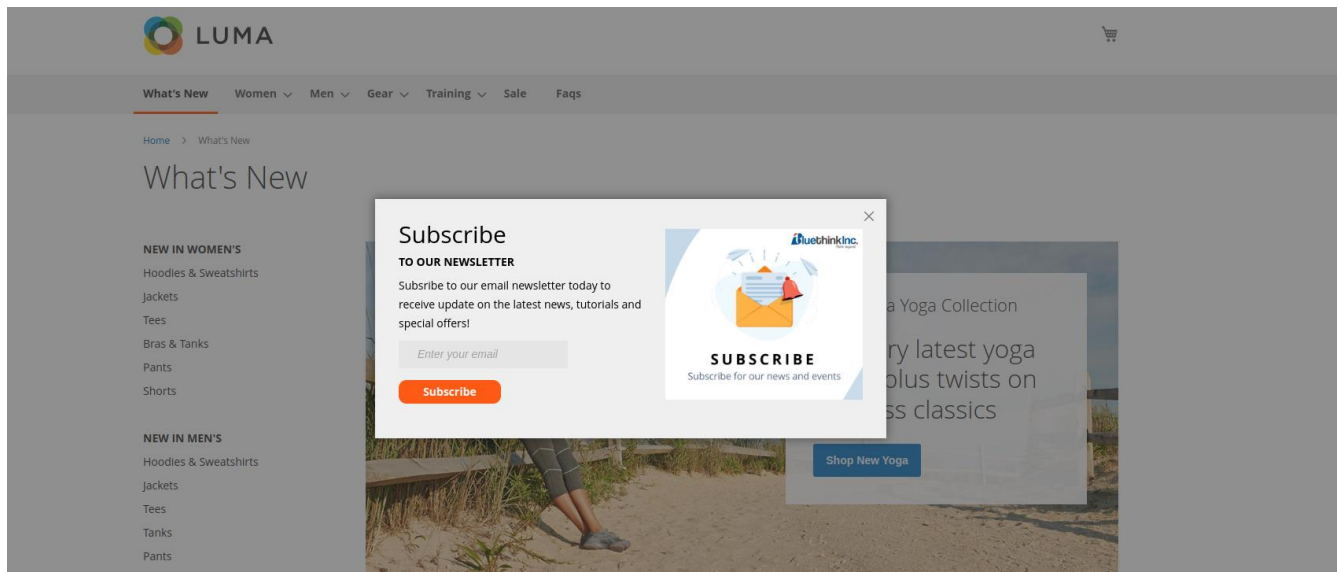 LUMA
What's New Women Men Gear Training Sale Faqs
Home > What's New
What's New
NEW IN WOMEN'S
Hoodies & Sweatshirts
Jackets
Tees
Bras & Tanks
Pants
Shorts
NEW IN MEN'S
Hoodies & Sweatshirts
Jackets
Tees
Tanks
Pants
Subscribe
TO OUR NEWSLETTER
Subsribe to our email newsletter today to
receive update on the latest news, tutorials and
special offers!
Enter your email
Subscribe
BluethinkInc.
SUBSCRIBE
Subscribe for our news and events
a Yoga Collection
ry latest yoga
plus twists on
ss classics
Shop New Yoga